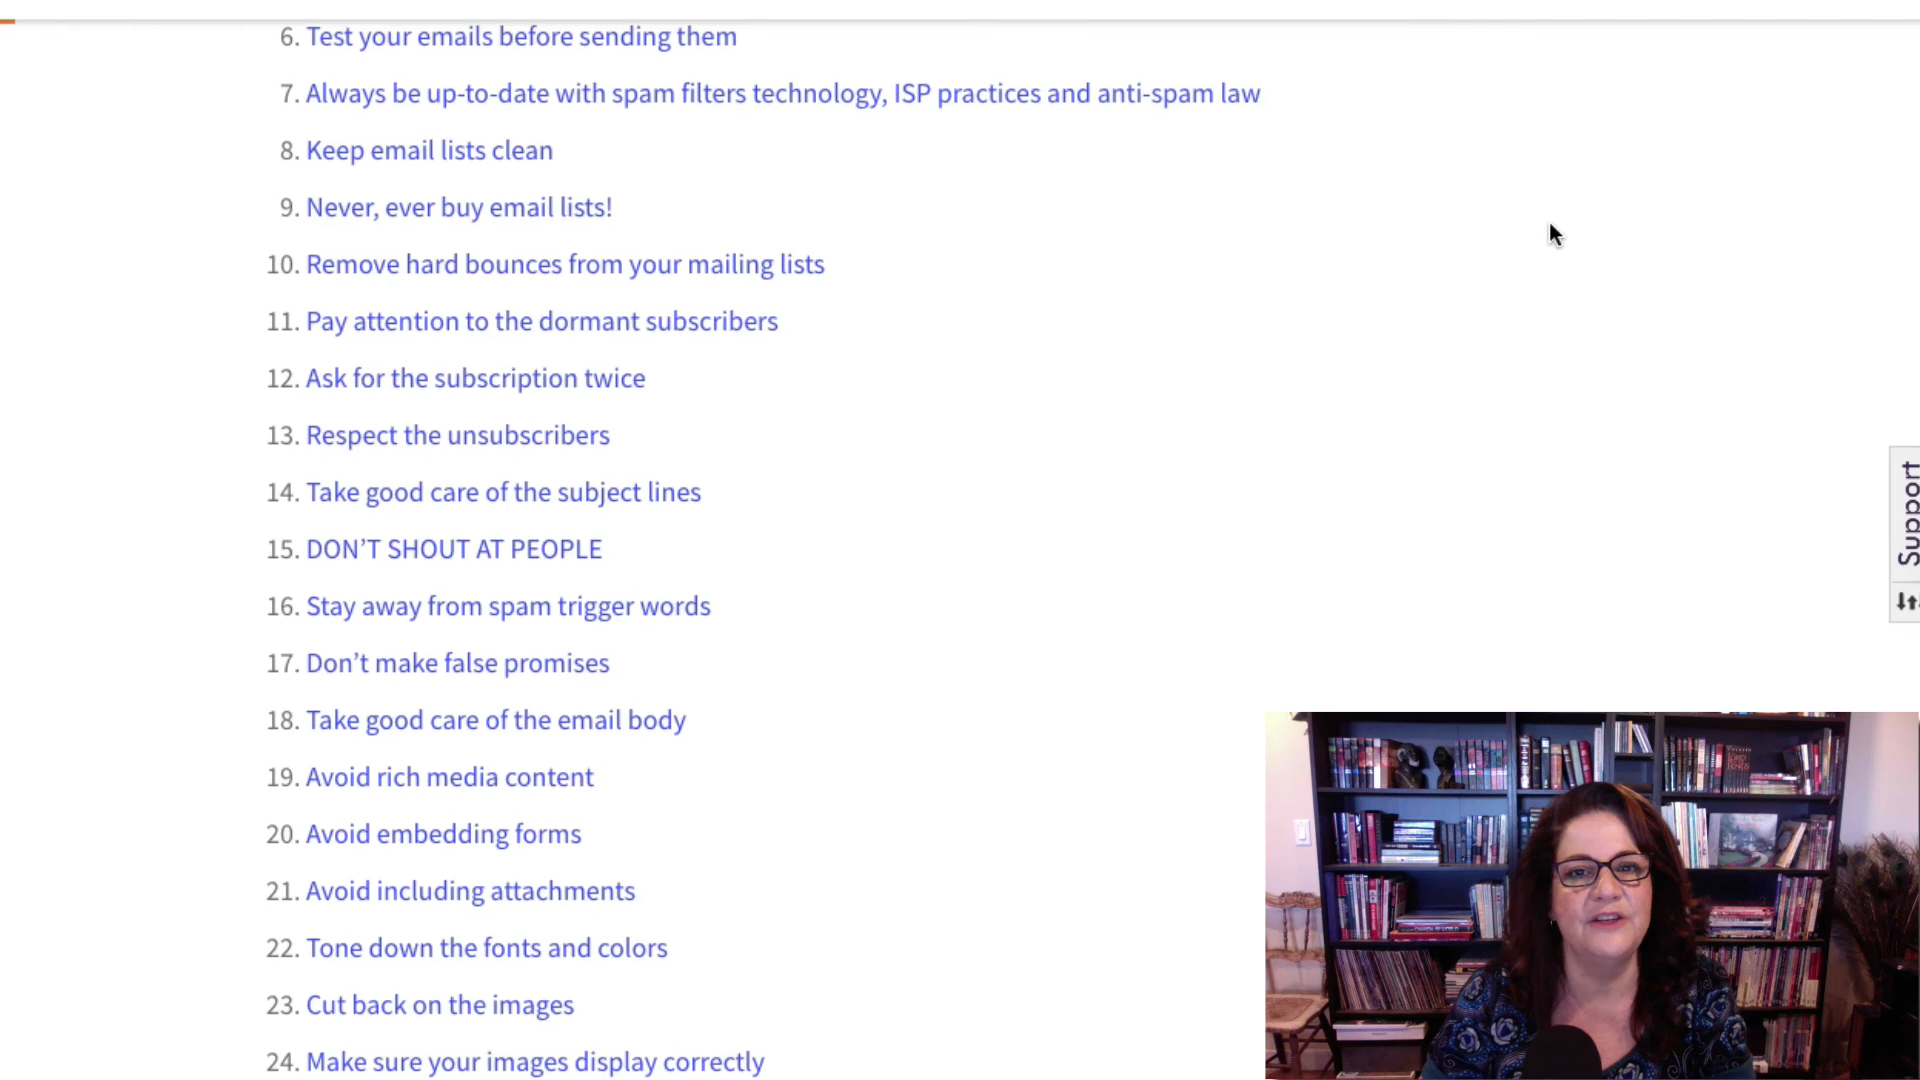 6. Test your emails before sending them
7. Always be up-to-date with spam filters technology, ISP practices and anti-spam law
8. Keep email lists clean
9. Never, ever buy email lists!
10. Remove hard bounces from your mailing lists
11. Pay attention to the dormant subscribers
12. Ask for the subscription twice
13. Respect the unsubscribers
14. Take good care of the subject lines
15. DON’T SHOUT AT PEOPLE
16. Stay away from spam trigger words
17. Don’t make false promises
18. Take good care of the email body
19. Avoid rich media content
20. Avoid embedding forms
21. Avoid including attachments
22. Tone down the fonts and colors
23. Cut back on the images
24. Make sure your images display correctly
Support